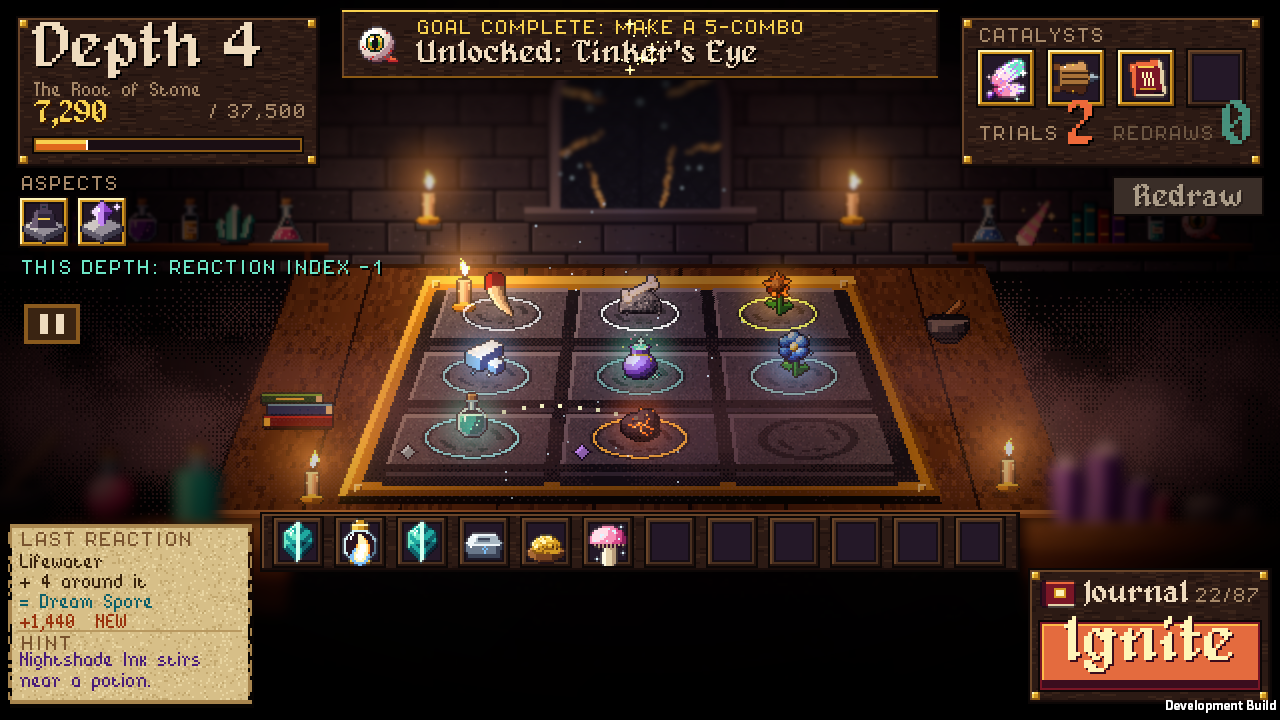 Depth 4
The Root of Stone
7,290 / 37,500
ASPECTS
THIS DEPTH: REACTION INDEX -1
GOAL COMPLETE: MAKE A 5-COMBO
Unlocked: Tinker's Eye
CATALYSTS
TRIALS 2 REDRAWS 0
Redraw
LAST REACTION
Lifewater
+ 4 around it
= Dream Spore
+1,440 NEW
HINT
Nightshade Ink stirs
near a potion.
Journal 22/87
Ignite
Development Build